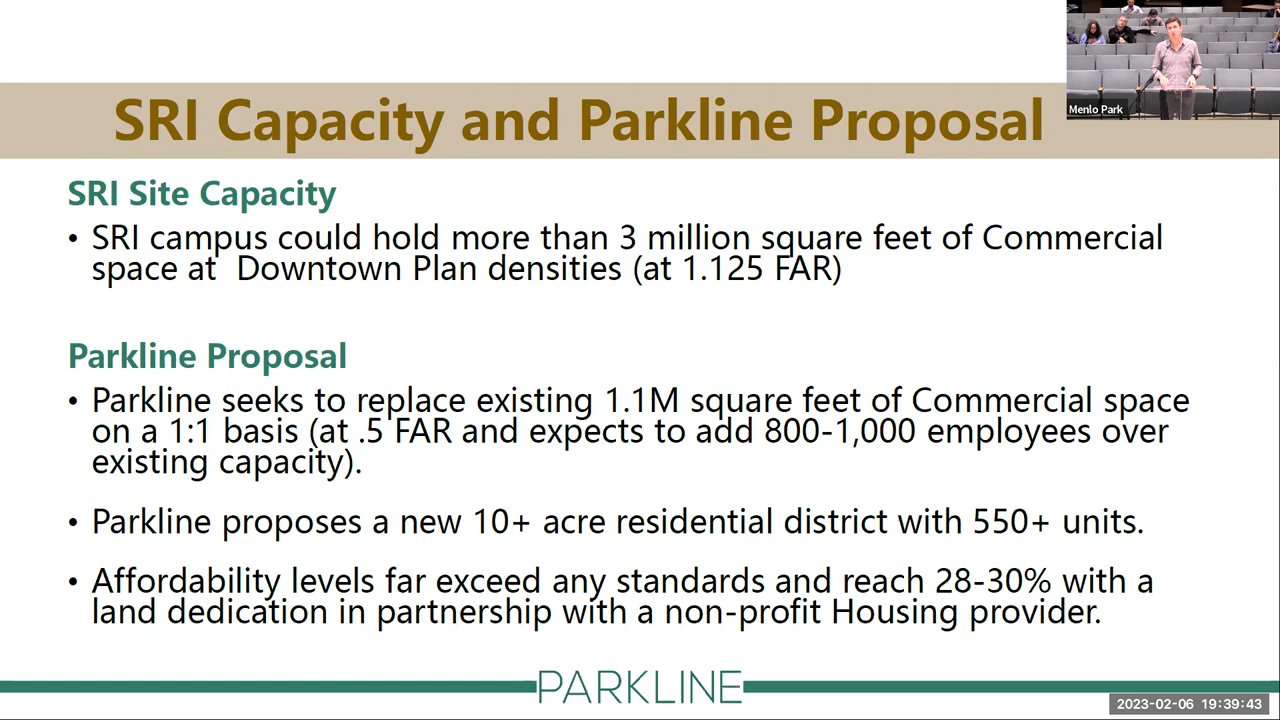 Menlo Park
SRI Capacity and Parkline Proposal
SRI Site Capacity
• SRI campus could hold more than 3 million square feet of Commercial
space at  Downtown Plan densities (at 1.125 FAR)
Parkline Proposal
• Parkline seeks to replace existing 1.1M square feet of Commercial space
on a 1:1 basis (at .5 FAR and expects to add 800-1,000 employees over
existing capacity).
• Parkline proposes a new 10+ acre residential district with 550+ units.
• Affordability levels far exceed any standards and reach 28-30% with a
land dedication in partnership with a non-profit Housing provider.
PARKLINE
2023-02-06 19:39:43